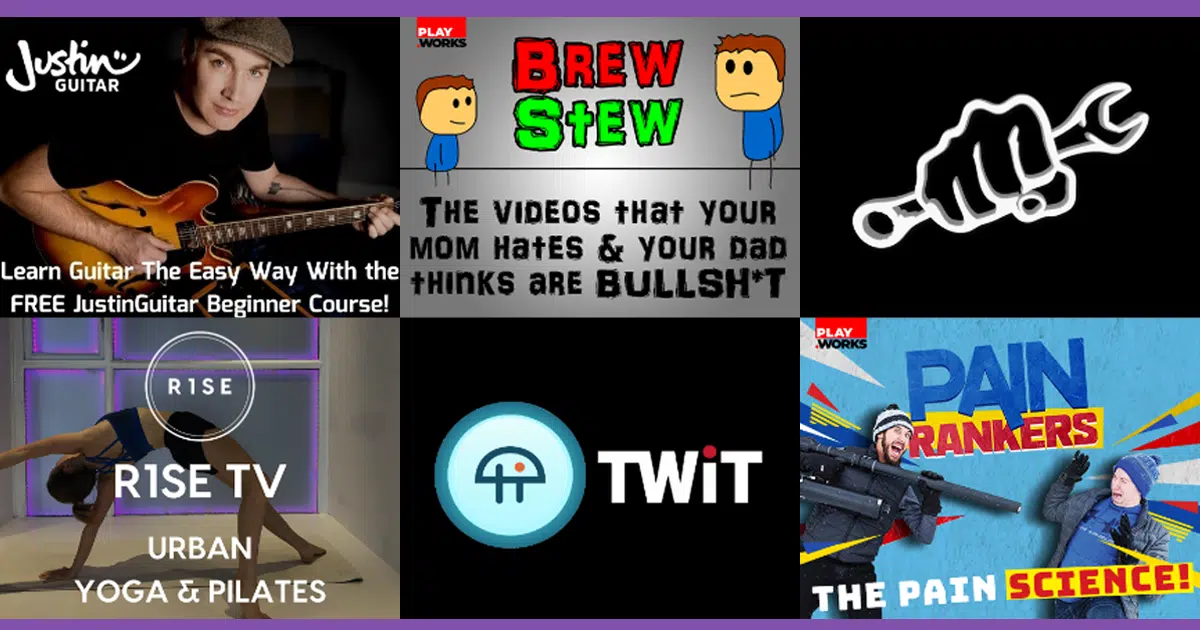 Justin
GUITAR
Learn Guitar The Easy Way With the
FREE JustinGuitar Beginner Course!
PLAY
.WORKS
BREW
STEW
THE VIDEOS tHat YOUR
MOM HatES & YOUR DaD
tHINKS aRE BULLSH*T
R1SE
R1SE TV
URBAN
YOGA & PILATES
TWiT
PLAY
.WORKS
PAIN
RANKERS
THE PAIN SCIENCE!